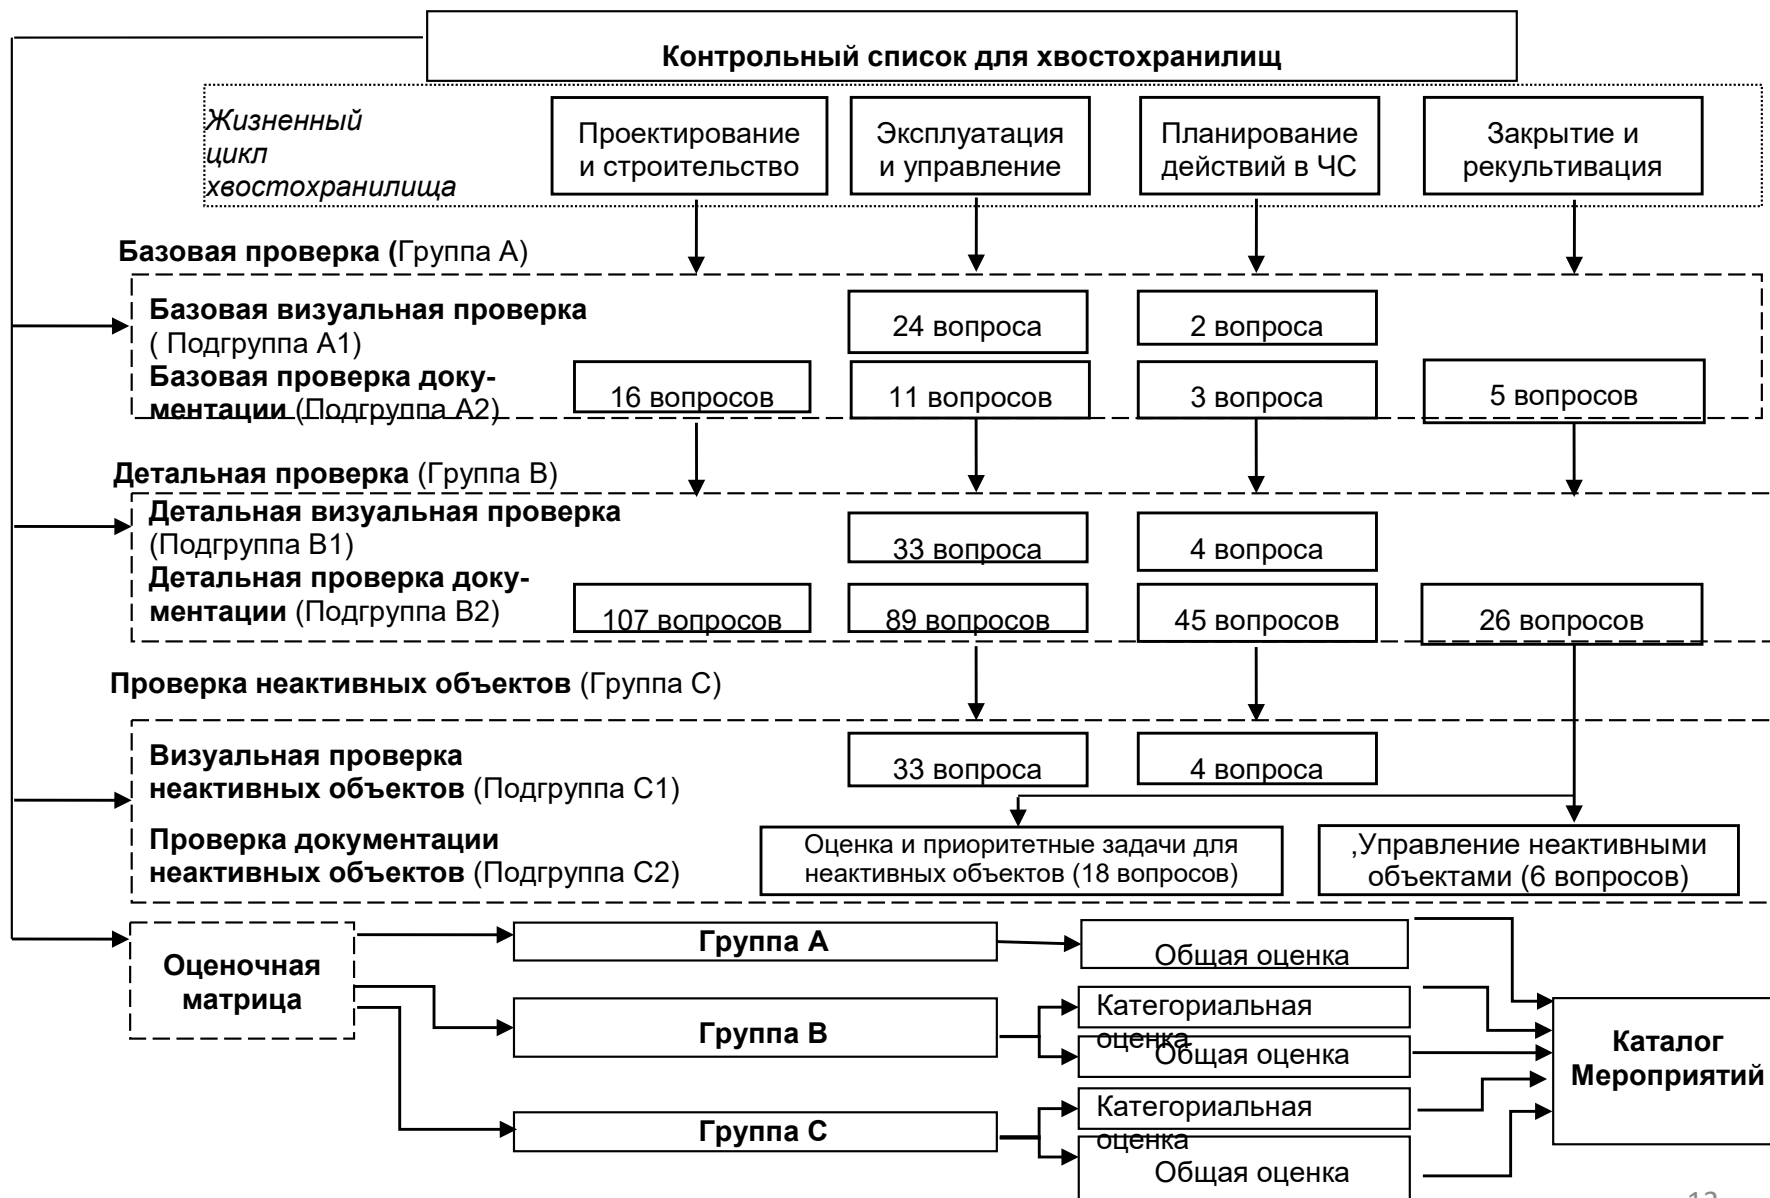 Контрольный список для хвостохранилищ
Жизненный
цикл
хвостохранилища
Проектирование
и строительство
Эксплуатация
и управление
Планирование
действий в ЧС
Закрытие и
рекультивация
Базовая проверка (Группа А)
Базовая визуальная проверка
( Подгруппа А1)
24 вопроса
2 вопроса
Базовая проверка доку-
ментации (Подгруппа А2)
16 вопросов
11 вопросов
3 вопроса
5 вопросов
Детальная проверка (Группа В)
Детальная визуальная проверка
(Подгруппа В1)
33 вопроса
4 вопроса
Детальная проверка доку-
ментации (Подгруппа В2)
107 вопросов
89 вопросов
45 вопросов
26 вопросов
Проверка неактивных объектов (Группа С)
Визуальная проверка
неактивных объектов (Подгруппа С1)
33 вопроса
4 вопроса
Проверка документации
неактивных объектов (Подгруппа С2)
Оценка и приоритетные задачи для
неактивных объектов (18 вопросов)
,Управление неактивными
объектами (6 вопросов)
Оценочная
матрица
Группа А
Общая оценка
Группа В
Категориальная
оценка
Общая оценка
Группа С
Категориальная
оценка
Общая оценка
Каталог
Мероприятий